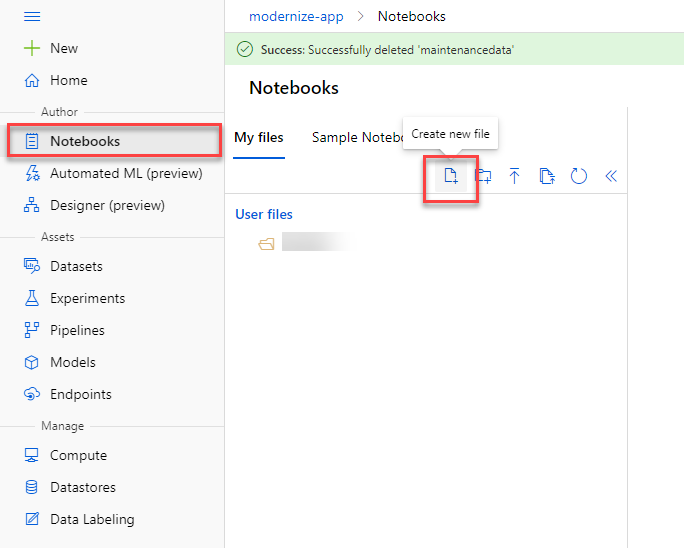 New
Home
Author
Notebooks
Automated ML (preview)
Designer (preview)
Assets
Datasets
Experiments
Pipelines
Models
Endpoints
Manage
Compute
Datastores
Data Labeling
modernize-app > Notebooks
Success: Successfully deleted 'maintenancedata'
Notebooks
Create new file
My files Sample
User files